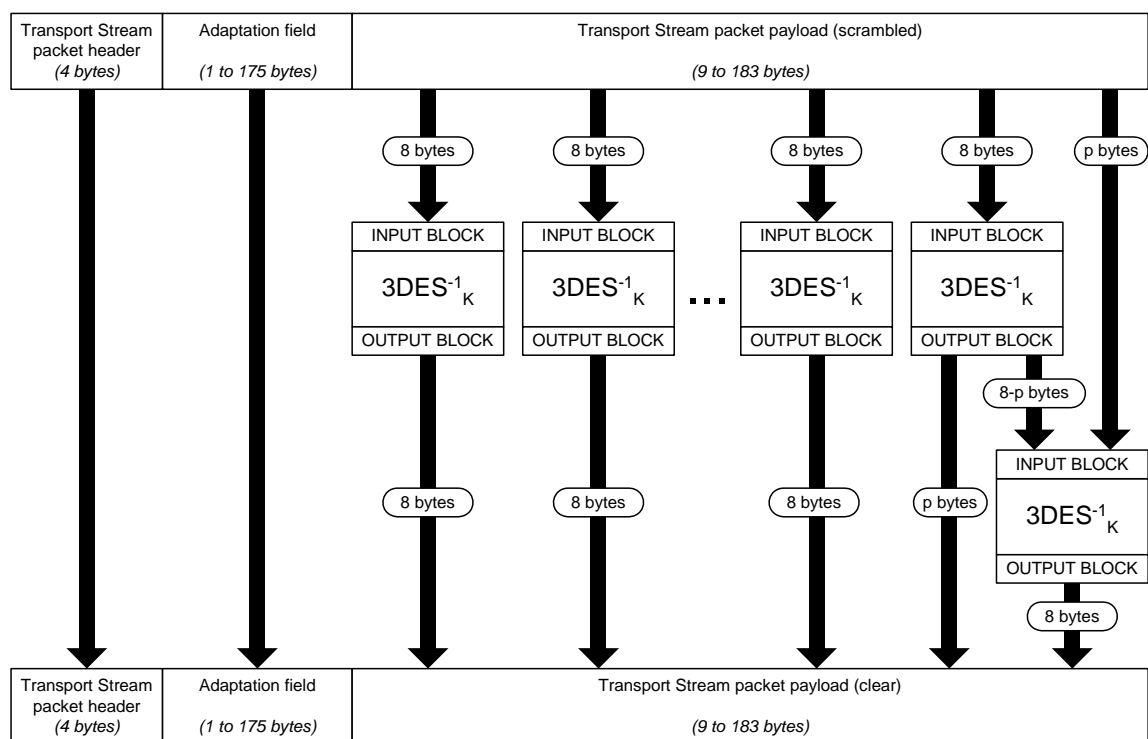 Transport Stream
packet header
(4 bytes)
Adaptation field
(1 to 175 bytes)
Transport Stream packet payload (scrambled)
(9 to 183 bytes)
8 bytes
8 bytes
8 bytes
8 bytes
p bytes
INPUT BLOCK
3DES-1K
OUTPUT BLOCK
INPUT BLOCK
3DES-1K
OUTPUT BLOCK
...
INPUT BLOCK
3DES-1K
OUTPUT BLOCK
INPUT BLOCK
3DES-1K
OUTPUT BLOCK
8-p bytes
INPUT BLOCK
3DES-1K
OUTPUT BLOCK
8 bytes
8 bytes
8 bytes
p bytes
8 bytes
Transport Stream
packet header
(4 bytes)
Adaptation field
(1 to 175 bytes)
Transport Stream packet payload (clear)
(9 to 183 bytes)